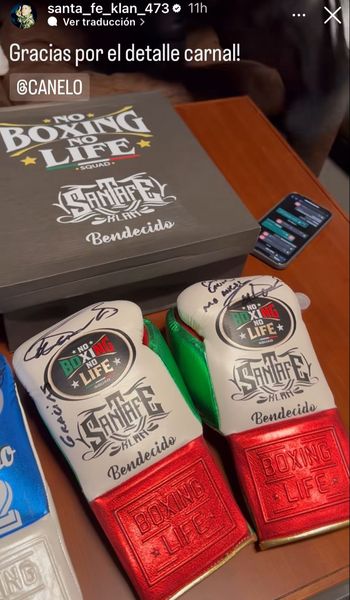 santa_fe_klan_473 11h
Ver traducción
Gracias por el detalle carnal!
@CANELO
NO
BOXING
NO
LIFE
SQUAD
SANTAFE
KLAN
Bendecido
NO
BOXING
NO
LIFE
SANTAFE
KLAN
Bendecido
BOXING
LIFE
NO
BOXING
NO
LIFE
SANTAFE
KLAN
Bendecido
BOXING
LIFE